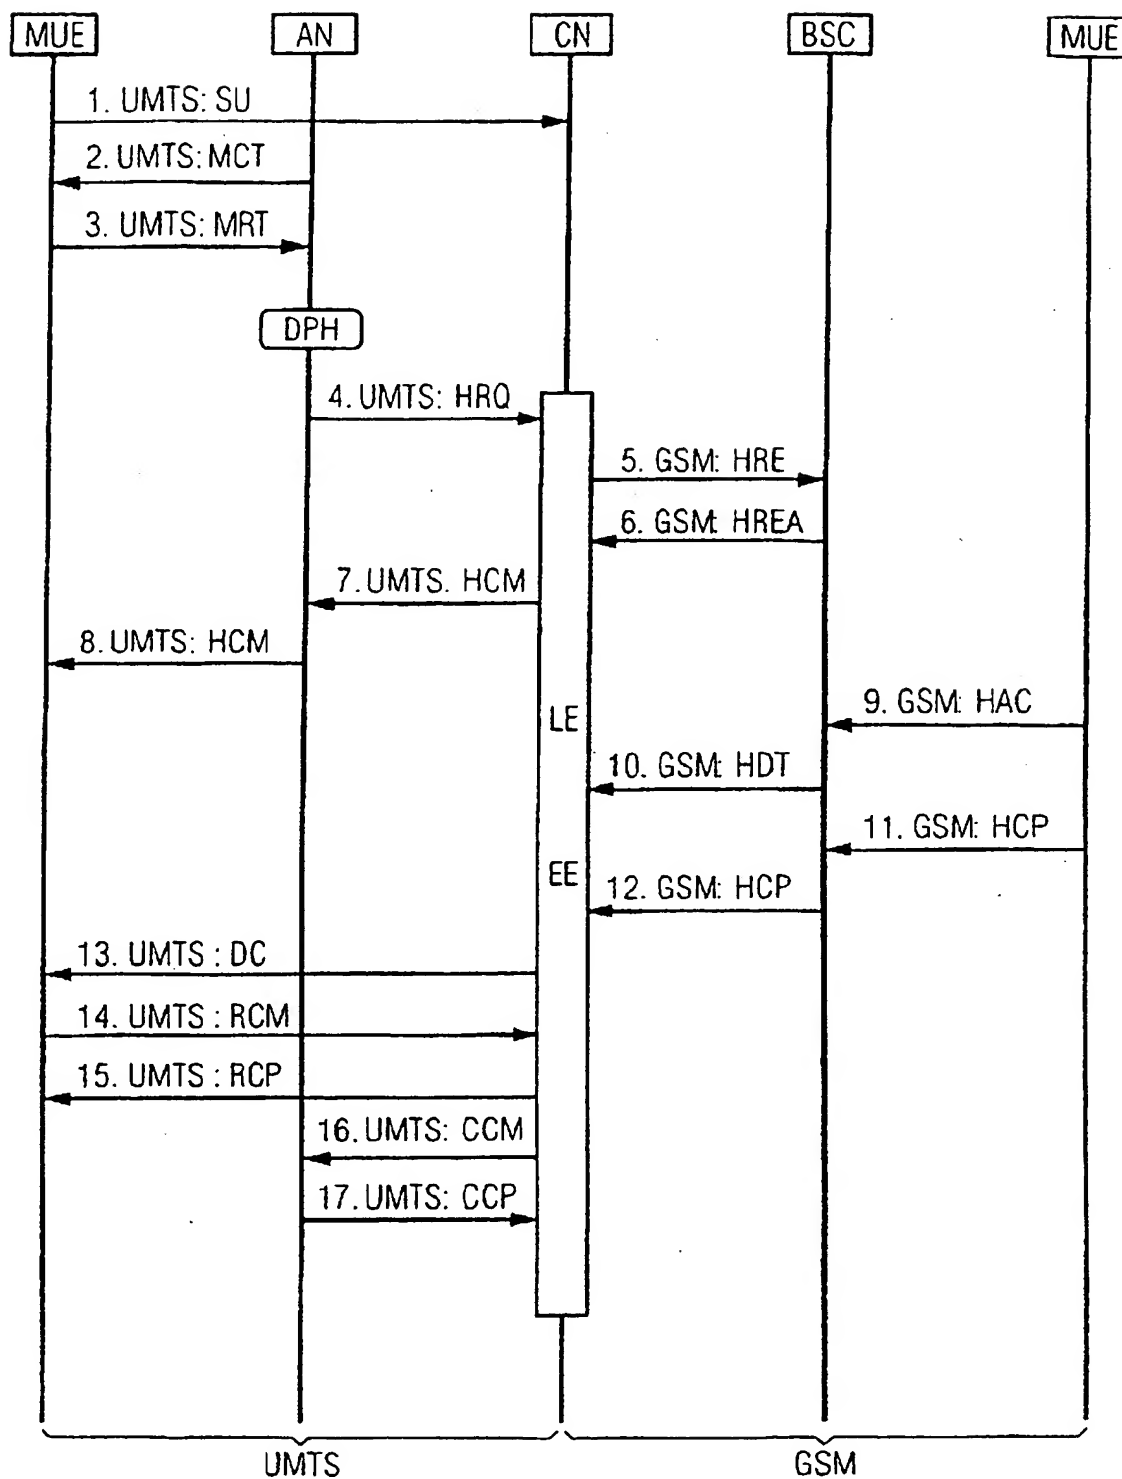 MUE AN CN BSC MUE
1. UMTS: SU
2. UMTS: MCT
3. UMTS: MRT
DPH
4. UMTS: HRQ
5. GSM: HRE
6. GSM: HREA
7. UMTS. HCM
8. UMTS: HCM
LE
9. GSM: HAC
10. GSM: HDT
11. GSM: HCP
EE
12. GSM: HCP
13. UMTS : DC
14. UMTS : RCM
15. UMTS : RCP
16. UMTS: CCM
17. UMTS: CCP
UMTS GSM